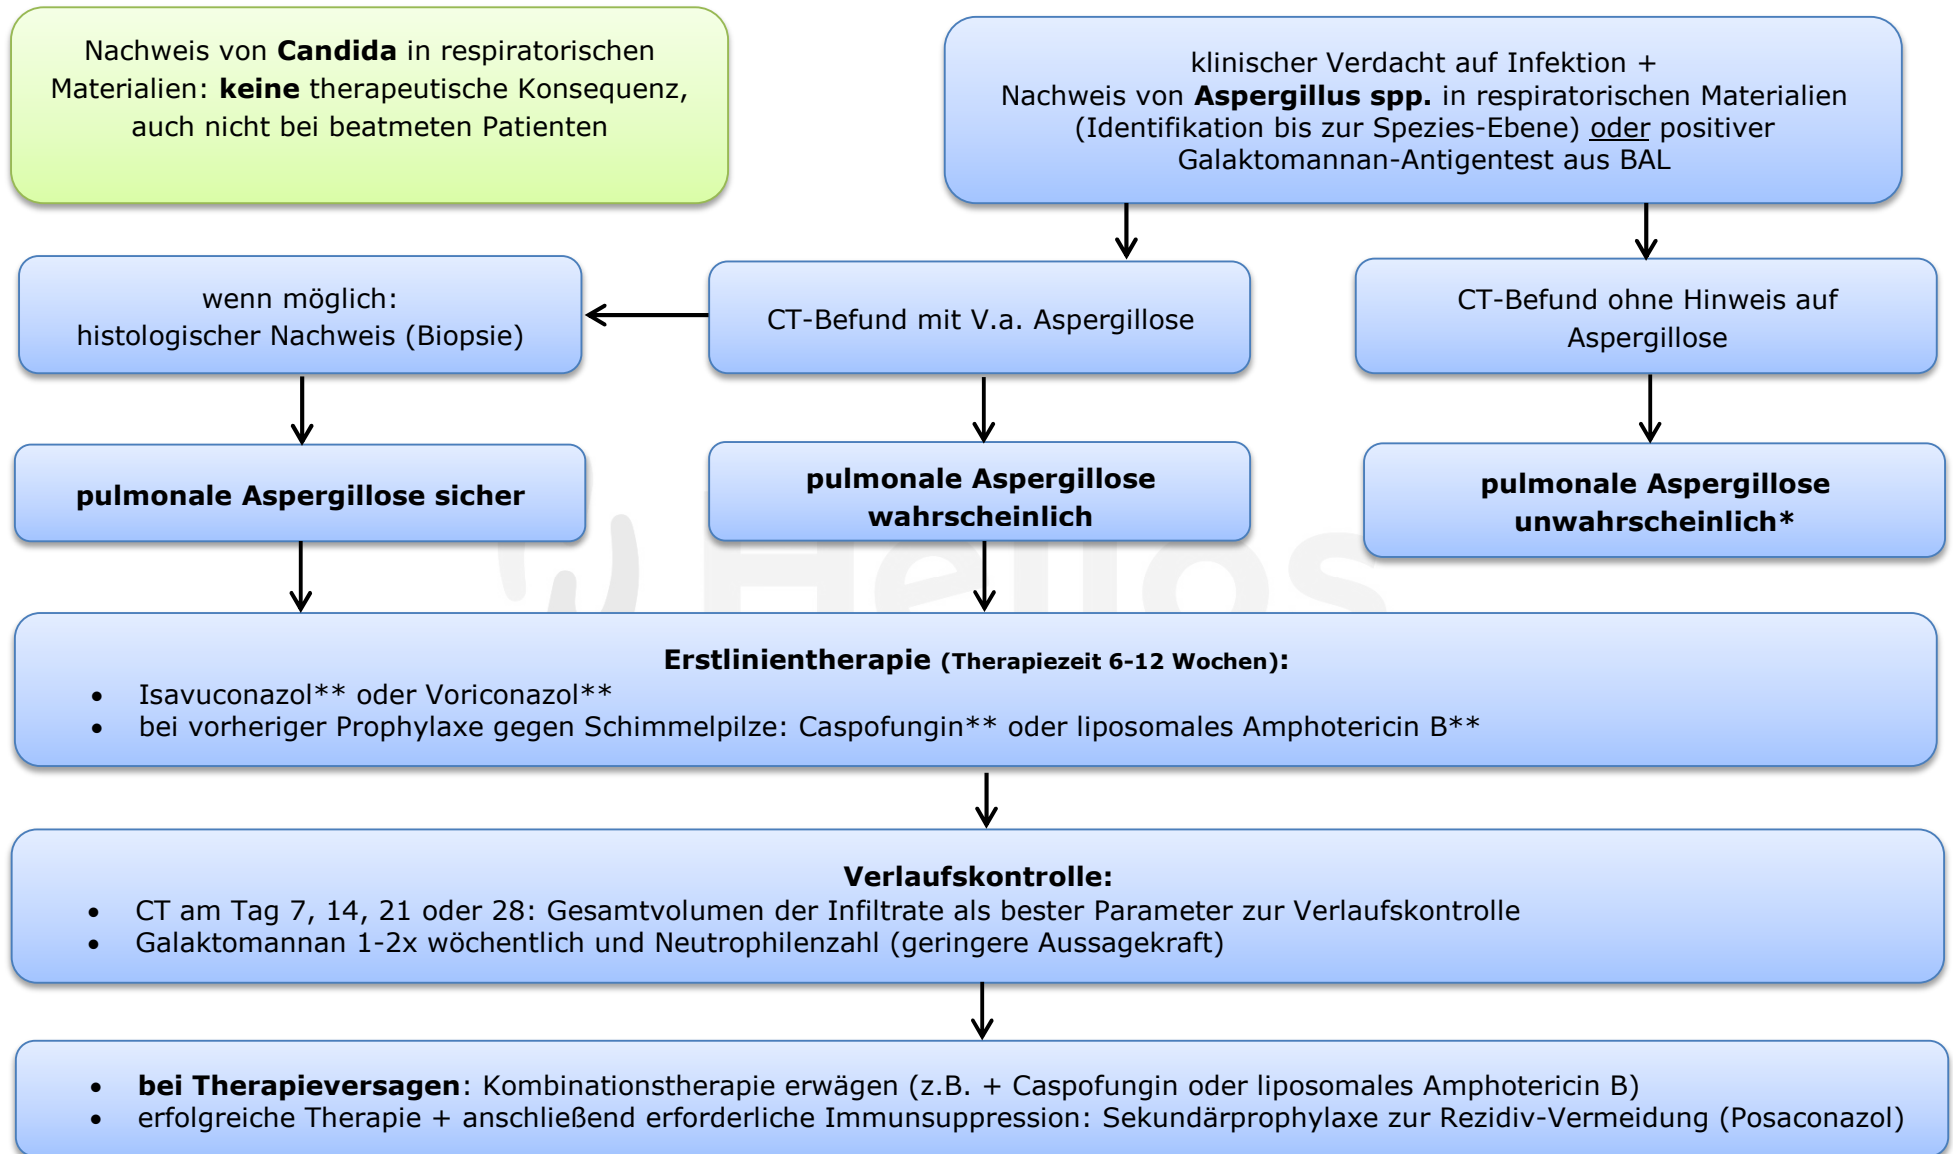 Nachweis von Candida in respiratorischen
Materialien: keine therapeutische Konsequenz,
auch nicht bei beatmeten Patienten
klinischer Verdacht auf Infektion +
Nachweis von Aspergillus spp. in respiratorischen Materialien
(Identifikation bis zur Spezies-Ebene) oder positiver
Galaktomannan-Antigentest aus BAL
wenn möglich:
histologischer Nachweis (Biopsie)
CT-Befund mit V.a. Aspergillose
CT-Befund ohne Hinweis auf
Aspergillose
pulmonale Aspergillose sicher
pulmonale Aspergillose
wahrscheinlich
pulmonale Aspergillose
unwahrscheinlich*
Helios
Erstlinientherapie (Therapiezeit 6-12 Wochen):
• Isavuconazol** oder Voriconazol**
• bei vorheriger Prophylaxe gegen Schimmelpilze: Caspofungin** oder liposomales Amphotericin B**
Verlaufskontrolle:
• CT am Tag 7, 14, 21 oder 28: Gesamtvolumen der Infiltrate als bester Parameter zur Verlaufskontrolle
• Galaktomannan 1-2x wöchentlich und Neutrophilenzahl (geringere Aussagekraft)
• bei Therapieversagen: Kombinationstherapie erwägen (z.B. + Caspofungin oder liposomales Amphotericin B)
• erfolgreiche Therapie + anschließend erforderliche Immunsuppression: Sekundärprophylaxe zur Rezidiv-Vermeidung (Posaconazol)